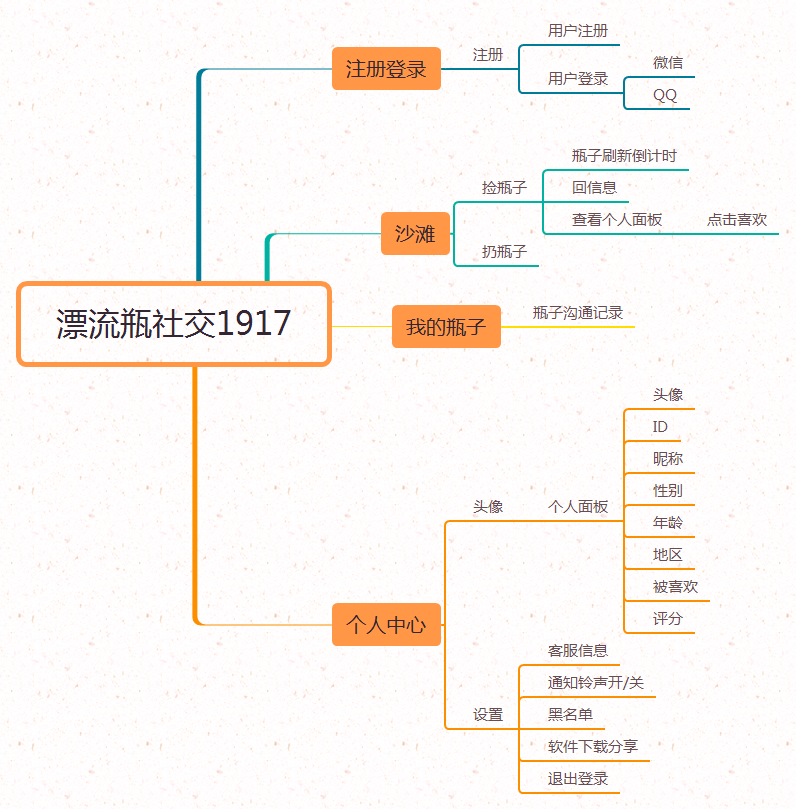 漂流瓶社交1917
注册登录
注册
用户注册
用户登录
微信
QQ
沙滩
捡瓶子
瓶子刷新倒计时
回信息
查看个人面板
点击喜欢
扔瓶子
我的瓶子
瓶子沟通记录
个人中心
头像
个人面板
头像
ID
昵称
性别
年龄
地区
被喜欢
评分
设置
客服信息
通知铃声开/关
黑名单
软件下载分享
退出登录